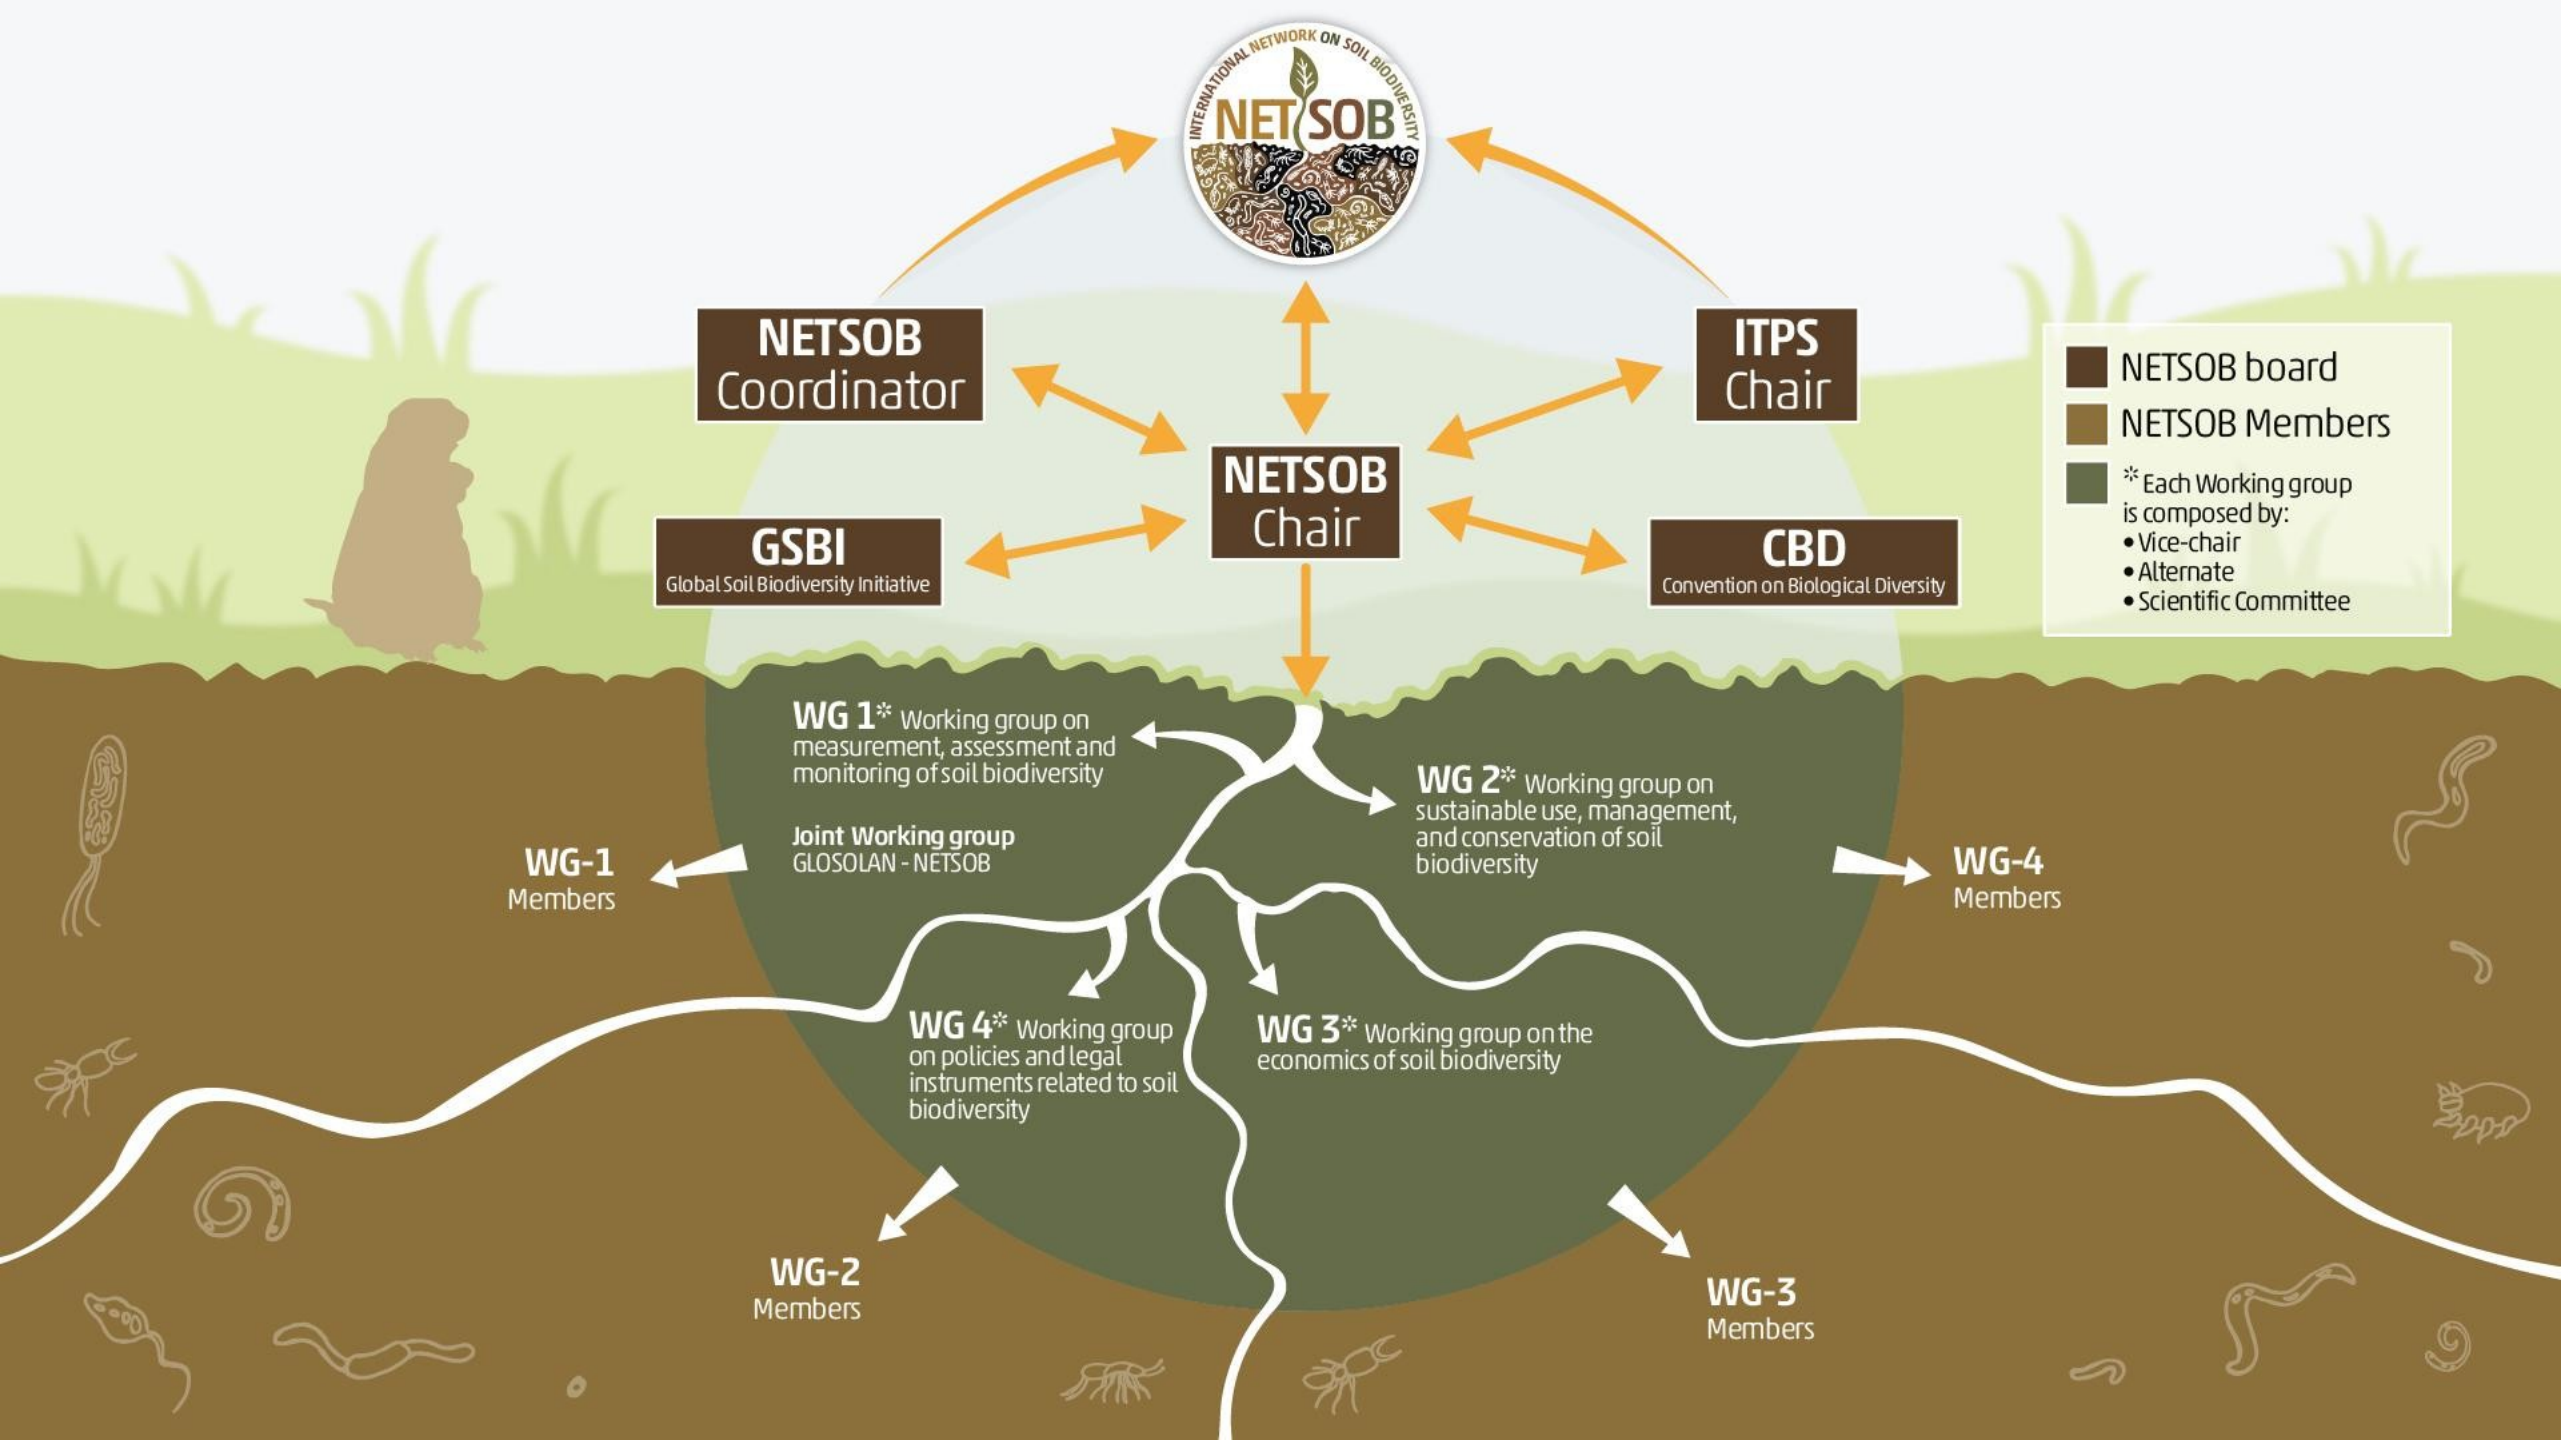 INTERNATIONAL NETWORK ON SOIL BIODIVERSITY
NETSOB
NETSOB
Coordinator
ITPS
Chair
NETSOB
Chair
GSBI
Global Soil Biodiversity Initiative
CBD
Convention on Biological Diversity
NETSOB board
NETSOB Members
* Each Working group
is composed by:
• Vice-chair
• Alternate
• Scientific Committee
WG 1* Working group on
measurement, assessment and
monitoring of soil biodiversity
Joint Working group
GLOSOLAN - NETSOB
WG 2* Working group on
sustainable use, management,
and conservation of soil
biodiversity
WG-1
Members
WG-4
Members
WG 4* Working group
on policies and legal
instruments related to soil
biodiversity
WG 3* Working group on the
economics of soil biodiversity
WG-2
Members
WG-3
Members